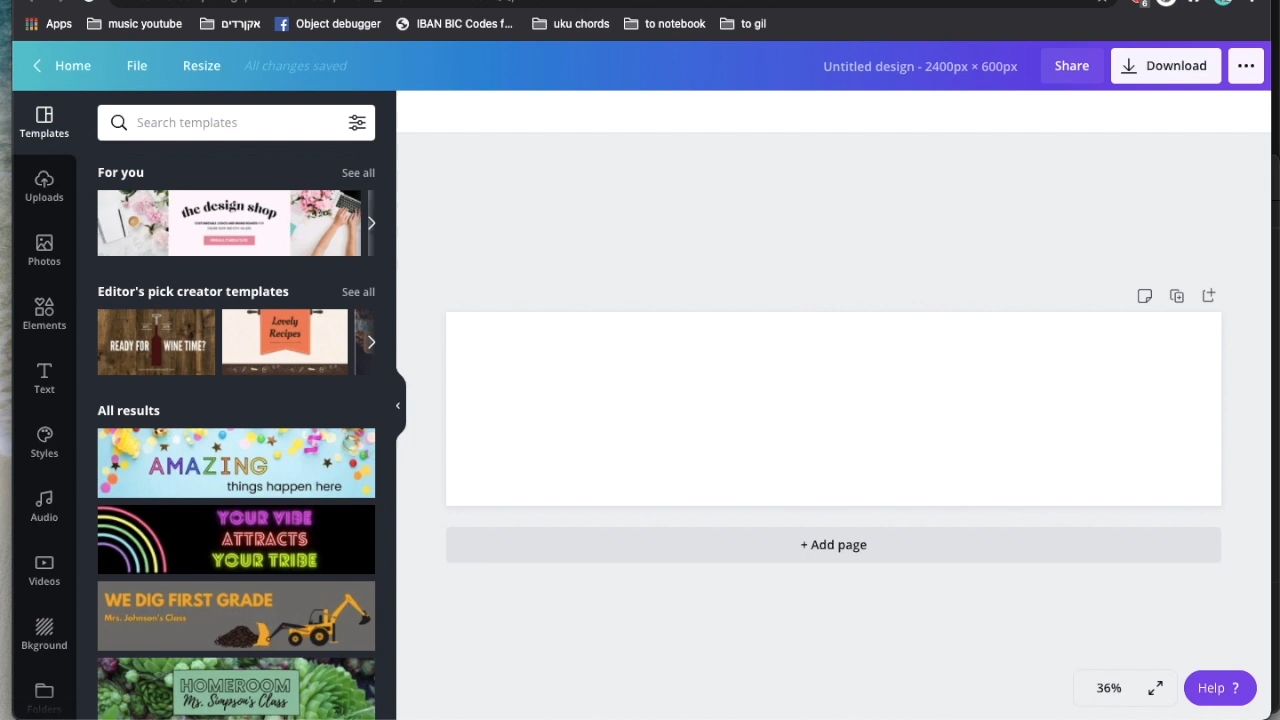 6
Apps
music youtube
אקורדים
Object debugger
IBAN BIC Codes f...
uku chords
to notebook
to gil
Home
File
Resize
All changes saved
Untitled design - 2400px × 600px
Share
Download
Templates
Uploads
Photos
Elements
Text
Styles
Audio
Videos
Bkground
Folders
Search templates
For you
See all
the design shop
Editor's pick creator templates
See all
READY FOR WINE TIME?
Lovely
Recipes
All results
AMAZING
things happen here
YOUR VIBE
ATTRACTS
YOUR TRIBE
WE DIG FIRST GRADE
Mrs. Johnson's Class
HOMEROOM
Ms. Simpson's Class
+ Add page
36%
Help ?